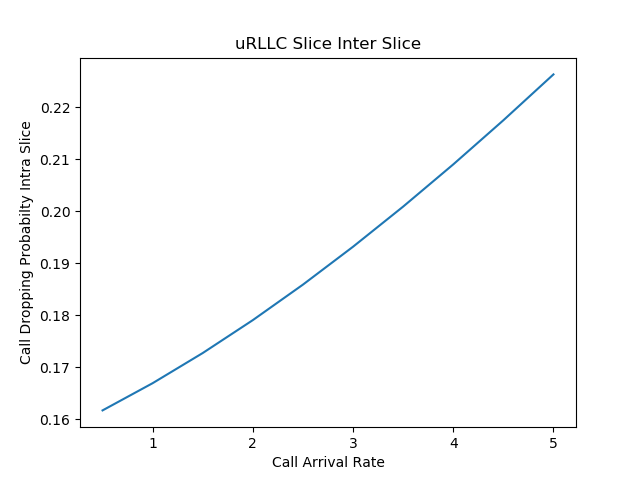 uRLLC Slice Inter Slice
Call Dropping Probabilty Intra Slice
0.22
0.21
0.20
0.19
0.18
0.17
0.16
1 2 3 4 5
Call Arrival Rate